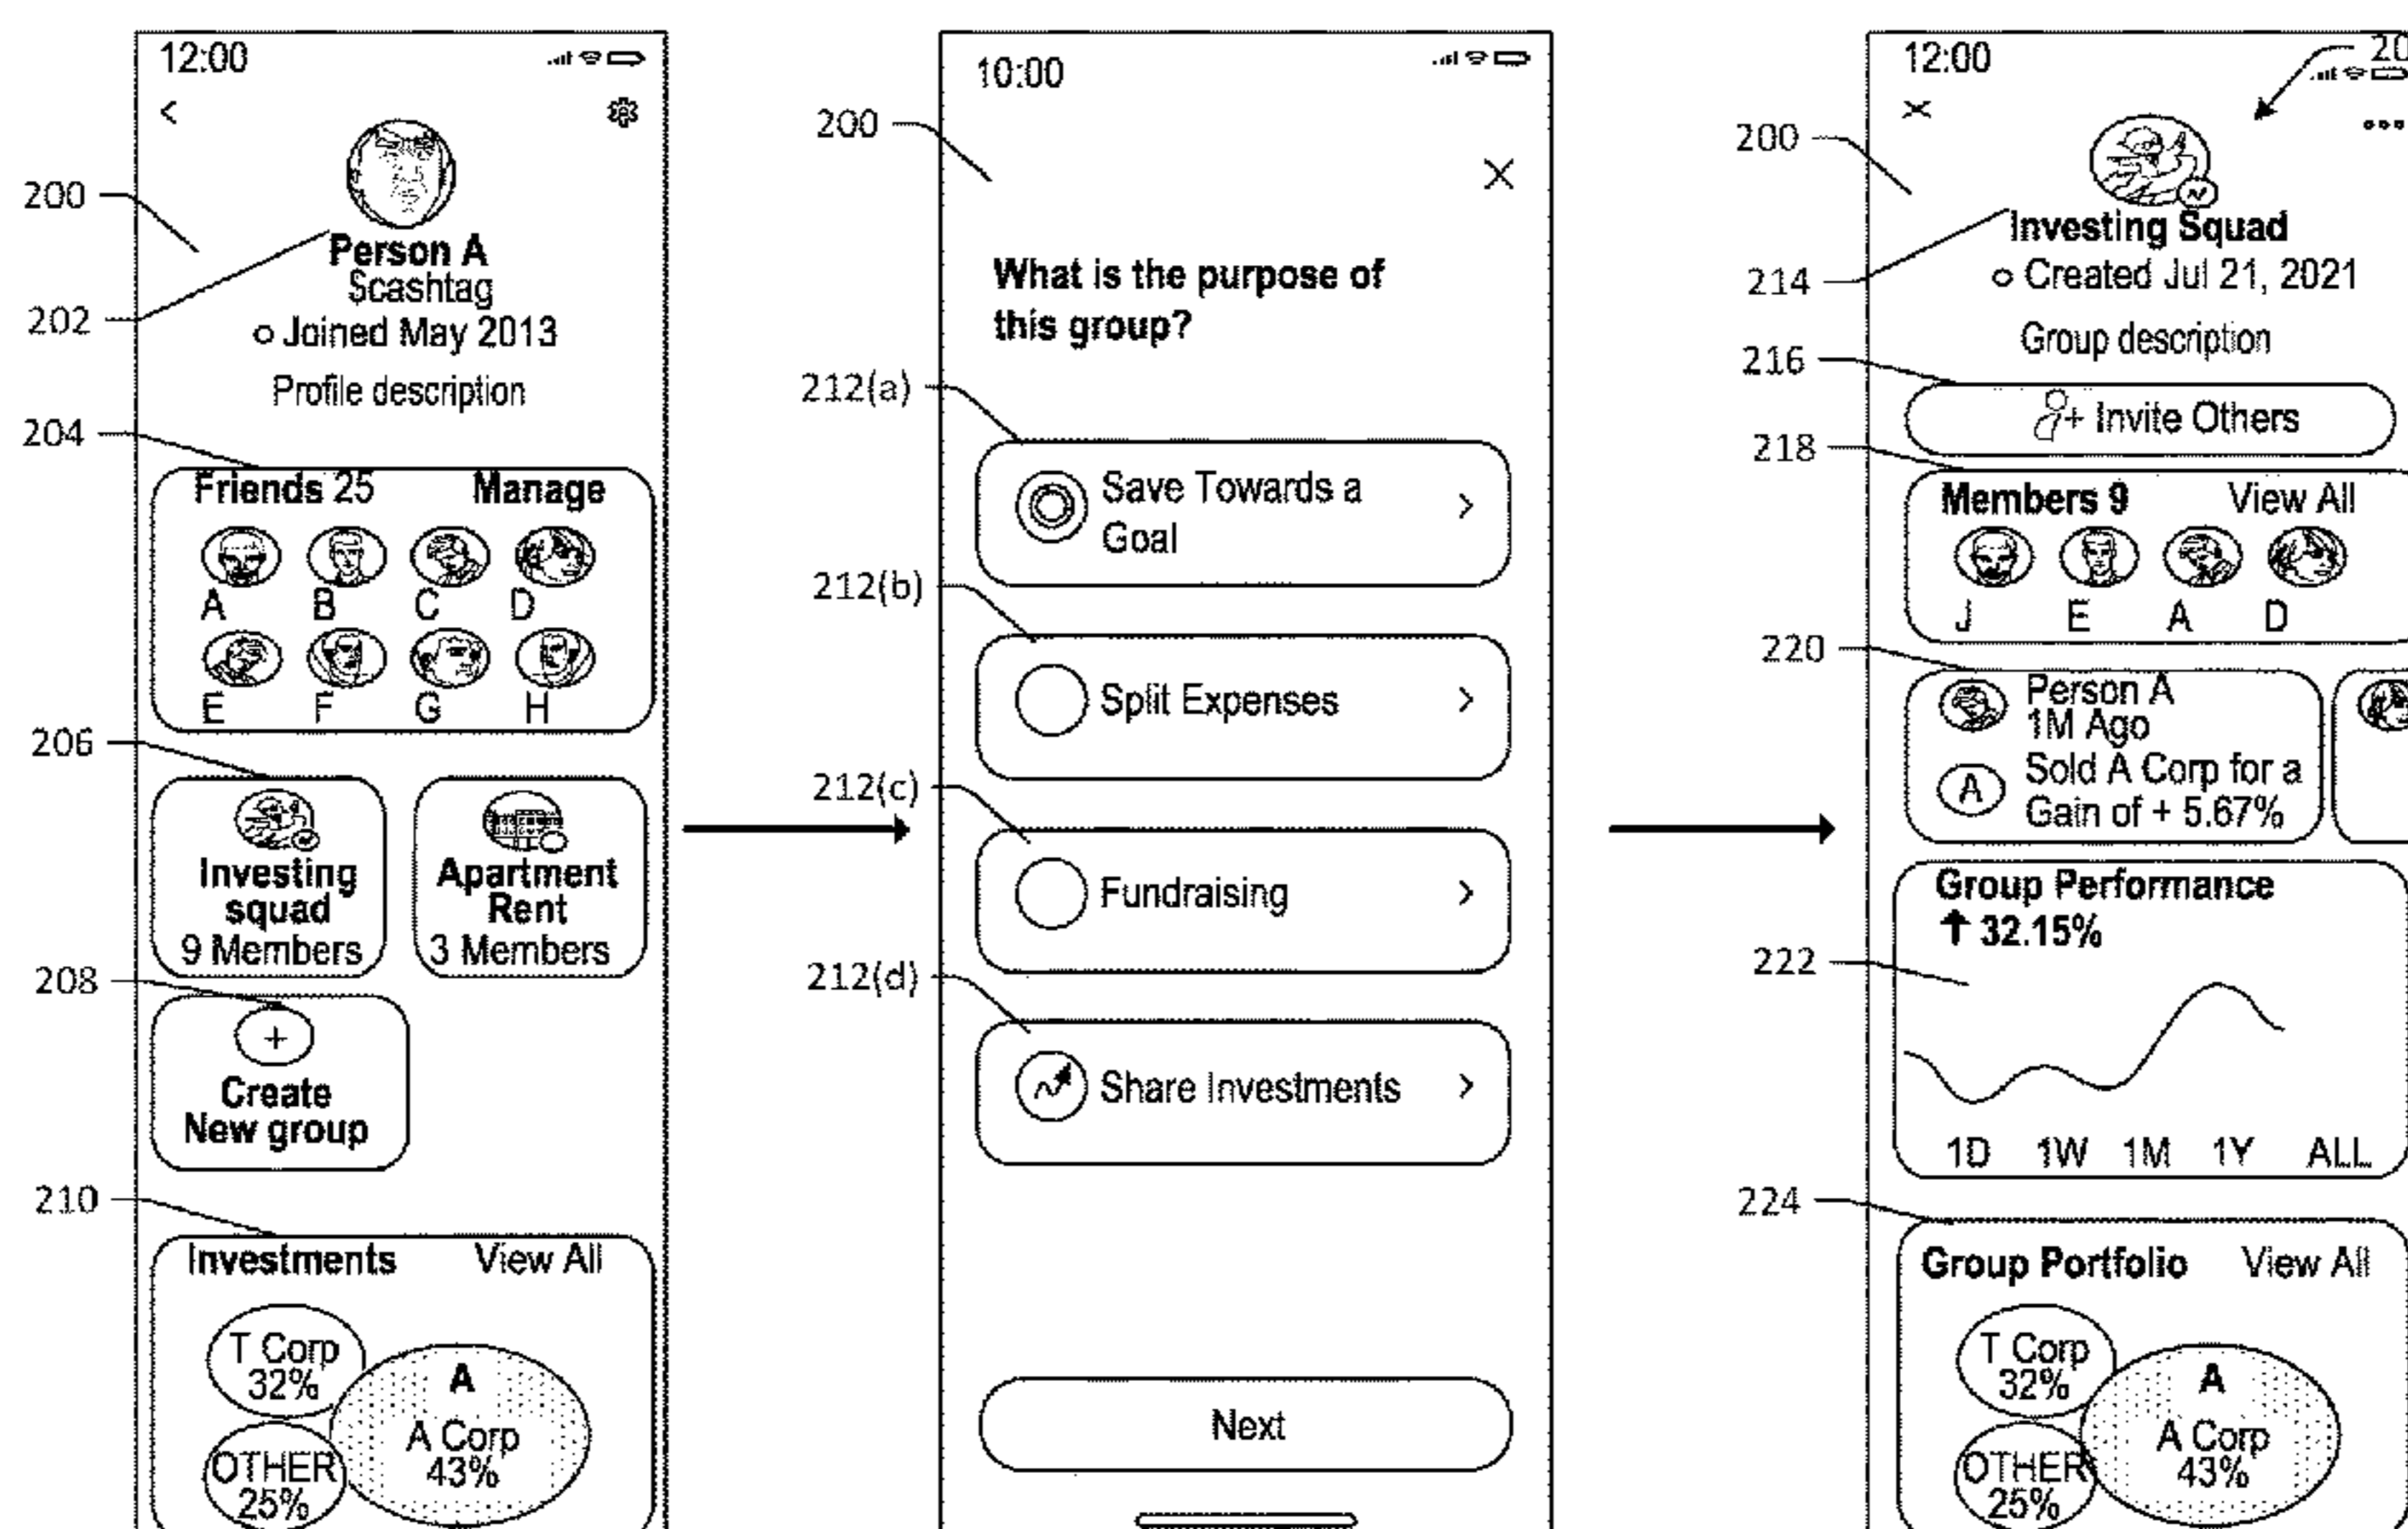 12:00
200
202
Person A
$cashtag
Joined May 2013
Profile description
204
Friends 25 Manage
A B C D
E F G H
206
Investing
squad
9 Members
Apartment
Rent
3 Members
208
+
Create
New group
210
Investments View All
T Corp
32%
A
A Corp
43%
OTHER
25%
10:00
200
What is the purpose of
this group?
212(a)
Save Towards a
Goal
212(b)
Split Expenses
212(c)
Fundraising
212(d)
Share Investments
Next
12:00
200
214
Investing Squad
Created Jul 21, 2021
Group description
216
+ Invite Others
218
Members 9 View All
J E A D
220
Person A
1M Ago
A
Sold A Corp for a
Gain of + 5.67%
Group Performance
32.15%
222
1D 1W 1M 1Y ALL
224
Group Portfolio View All
T Corp
32%
A
A Corp
43%
OTHER
25%